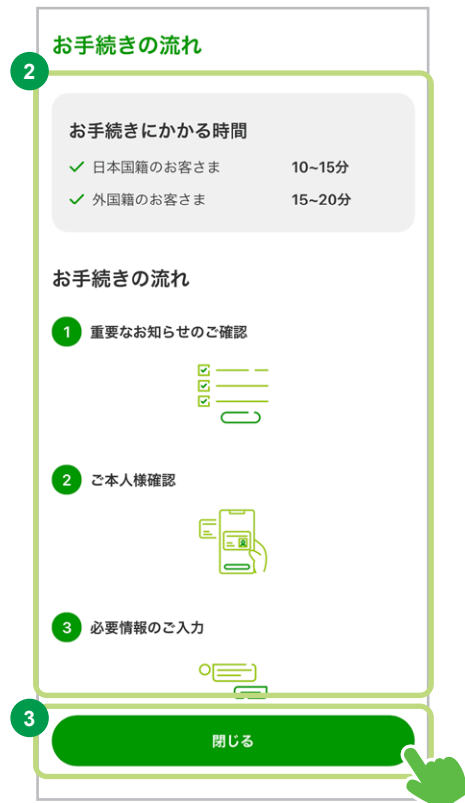 お手続きの流れ
2
お手続きにかかる時間
日本国籍のお客さま 10~15分
外国籍のお客さま 15~20分
お手続きの流れ
1 重要なお知らせのご確認
2 ご本人様確認
3 必要情報のご入力
3
閉じる